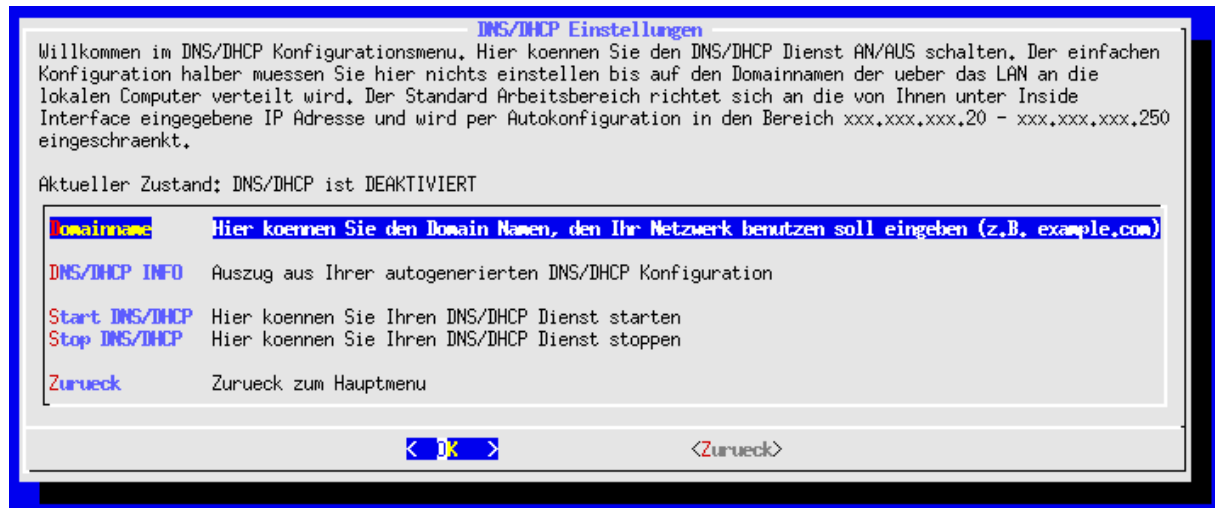 DNS/DHCP Einstellungen
Willkommen im DNS/DHCP Konfigurationsmenu. Hier koennen Sie den DNS/DHCP Dienst AN/AUS schalten. Der einfachen
Konfiguration halber muessen Sie hier nichts einstellen bis auf den Domainnamen der ueber das LAN an die
lokalen Computer verteilt wird. Der Standard Arbeitsbereich richtet sich an die von Ihnen unter Inside
Interface eingegebene IP Adresse und wird per Autokonfiguration in den Bereich xxx.xxx.xxx.20 - xxx.xxx.xxx.250
eingeschraenkt.
Aktueller Zustand: DNS/DHCP ist DEAKTIVIERT
Domainname Hier koennen Sie den Domain Namen, den Ihr Netzwerk benutzen soll eingeben (z.B. example.com)
DNS/DHCP INFO Auszug aus Ihrer autogenerierten DNS/DHCP Konfiguration
Start DNS/DHCP Hier koennen Sie Ihren DNS/DHCP Dienst starten
Stop DNS/DHCP Hier koennen Sie Ihren DNS/DHCP Dienst stoppen
Zurueck Zurueck zum Hauptmenu
< OK > <Zurueck>